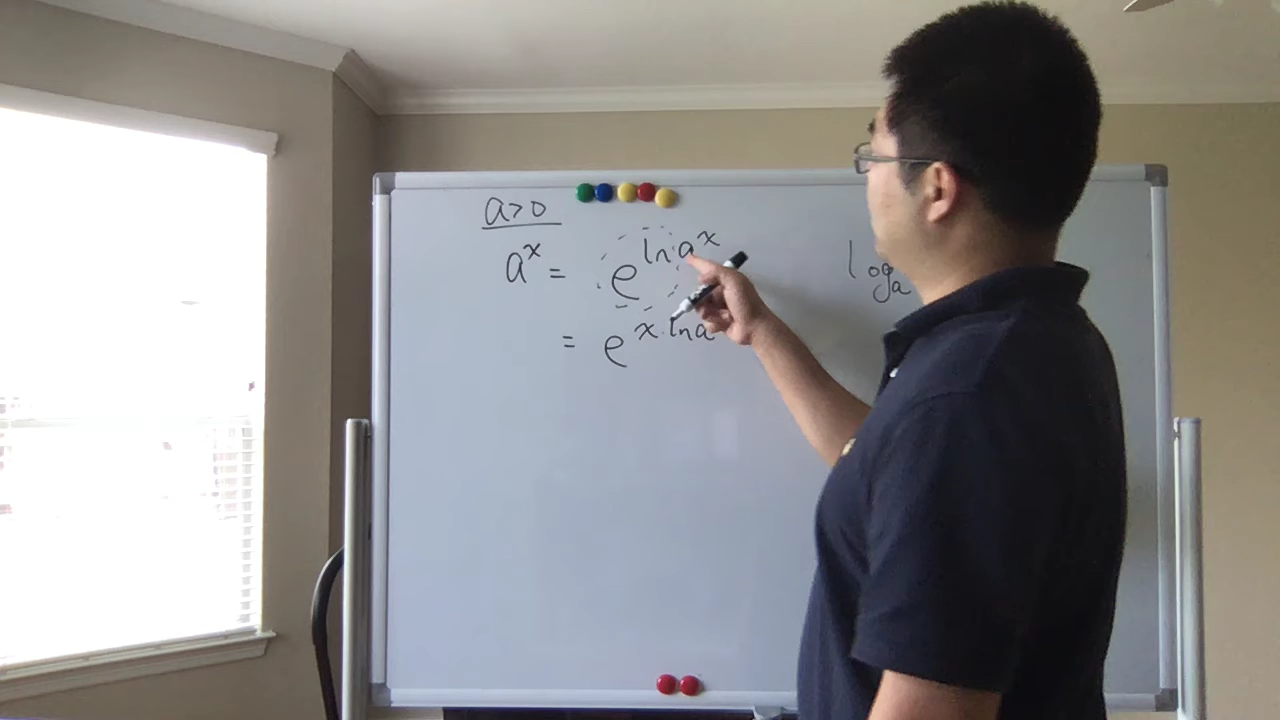 a>0
a^x = e^{ln a^x}
= e^{x·ln a}
log_a